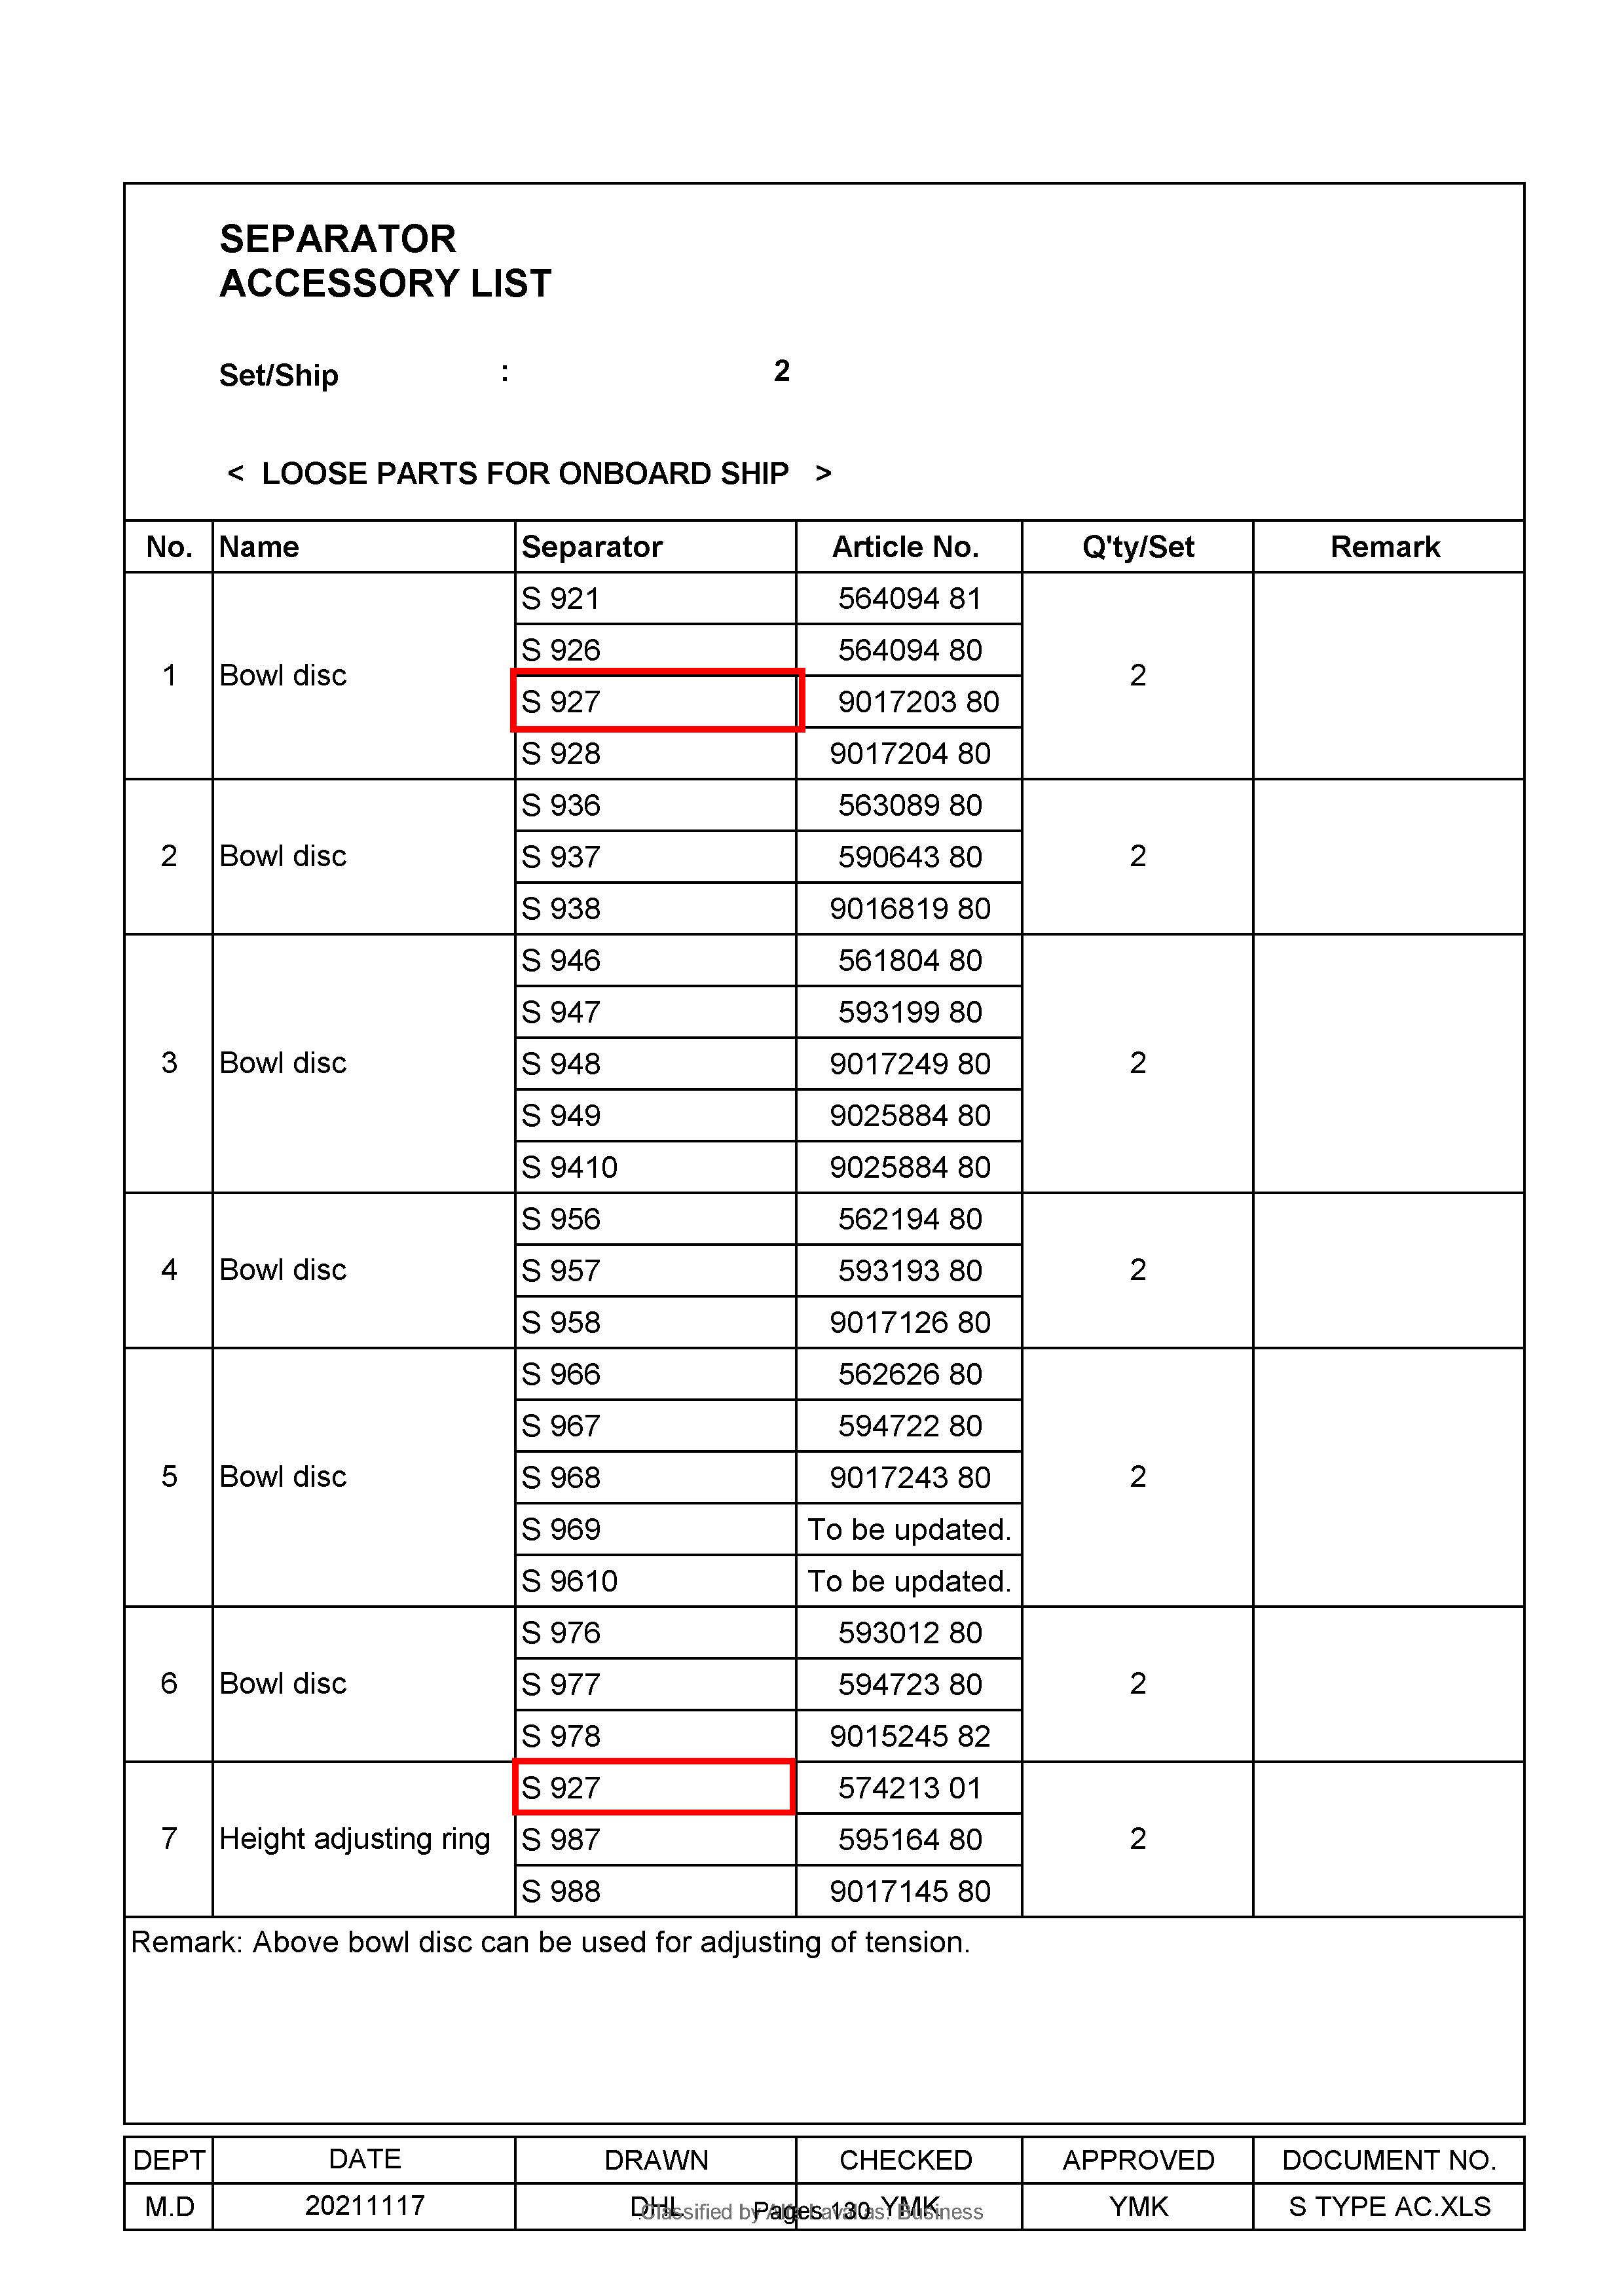 SEPARATOR
ACCESSORY LIST
Set/Ship : 2
< LOOSE PARTS FOR ONBOARD SHIP >
No. Name Separator Article No. Q'ty/Set Remark
1 Bowl disc 2
S 921 564094 81
S 926 564094 80
S 927 9017203 80
S 928 9017204 80
2 Bowl disc 2
S 936 563089 80
S 937 590643 80
S 938 9016819 80
3 Bowl disc 2
S 946 561804 80
S 947 593199 80
S 948 9017249 80
S 949 9025884 80
S 9410 9025884 80
4 Bowl disc 2
S 956 562194 80
S 957 593193 80
S 958 9017126 80
5 Bowl disc 2
S 966 562626 80
S 967 594722 80
S 968 9017243 80
S 969 To be updated.
S 9610 To be updated.
6 Bowl disc 2
S 976 593012 80
S 977 594723 80
S 978 9015245 82
7 Height adjusting ring 2
S 927 574213 01
S 987 595164 80
S 988 9017145 80
Remark: Above bowl disc can be used for adjusting of tension.
DEPT DATE DRAWN CHECKED APPROVED DOCUMENT NO.
M.D 20211117 DHL YMK YMK S TYPE AC.XLS
Classified by Alfa Laval as: Business
Pages 130